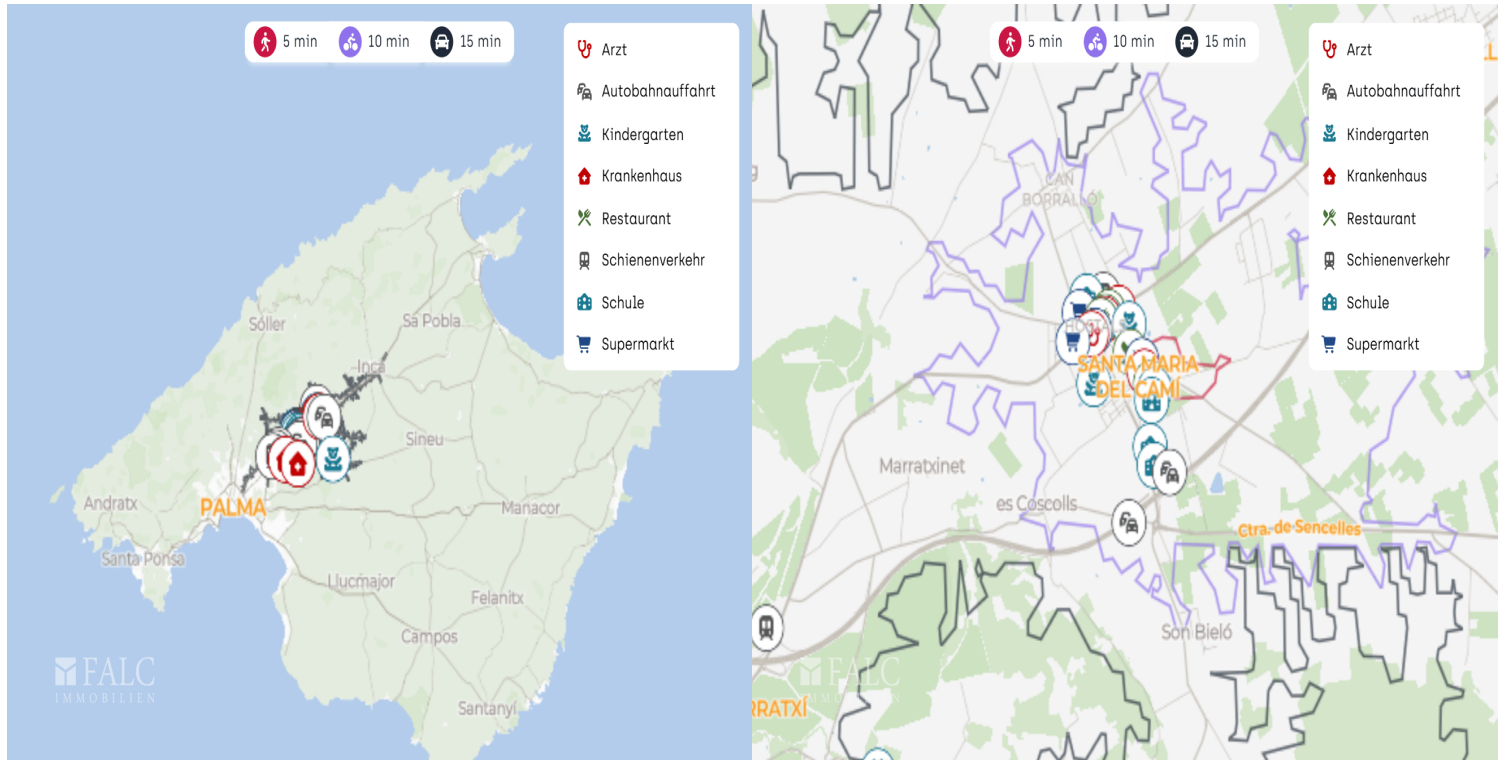 5 min
10 min
15 min
Arzt
Autobahnauffahrt
Kindergarten
Krankenhaus
Restaurant
Schienenverkehr
Schule
Supermarkt
Sóller
Sa Pobla
Inca
Sineu
Andratx
PALMA
Manacor
Santa Ponsa
Llucmajor
Felanitx
Campos
Santanyí
FALC
IMMOBILIEN
5 min
10 min
15 min
Arzt
Autobahnauffahrt
Kindergarten
Krankenhaus
Restaurant
Schienenverkehr
Schule
Supermarkt
CAN
BORRALLÓ
SANTA MARIA
DEL CAMÍ
Marratxinet
es Coscolls
Ctra. de Sencelles
Son Bieló
FALC
RRATXÍ